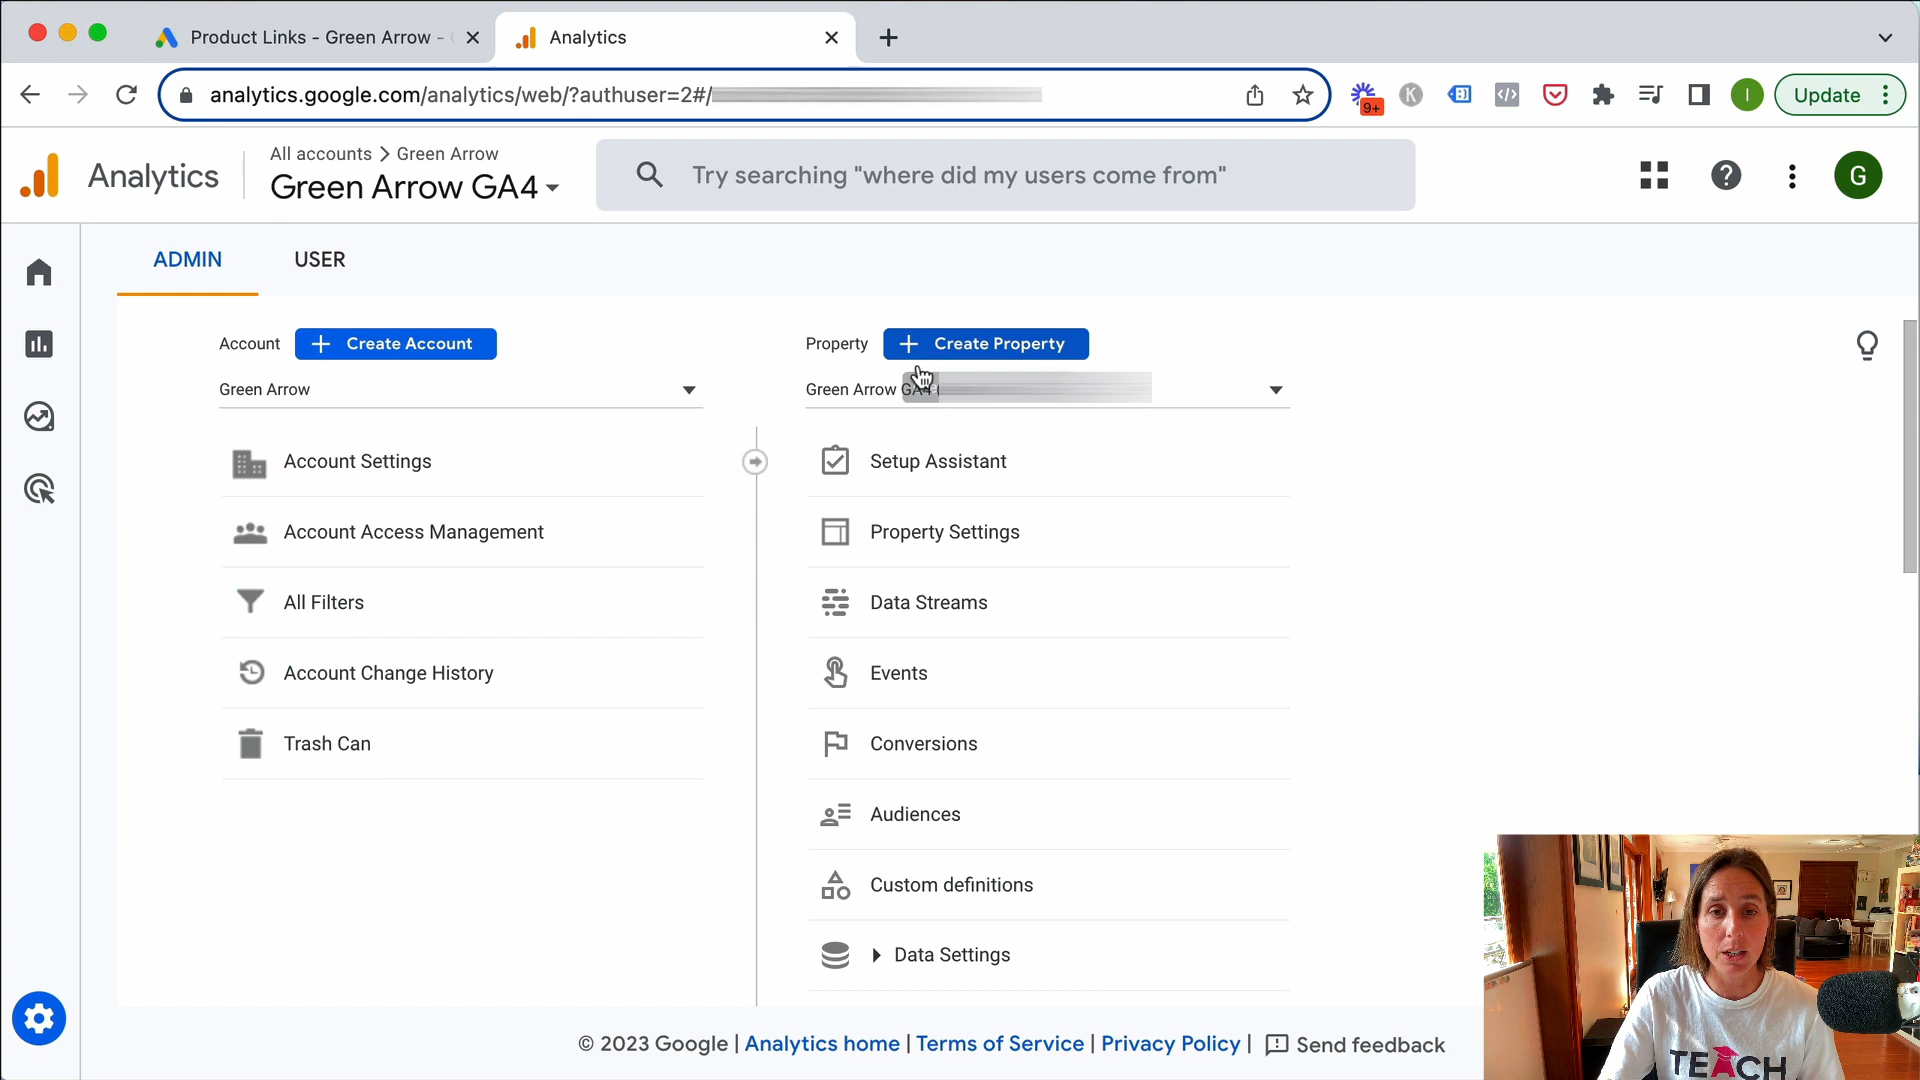 Product Links - Green Arrow -
Analytics
analytics.google.com/analytics/web/?authuser=2#/
9+
K
I
Update
Analytics
All accounts > Green Arrow
Green Arrow GA4
Try searching "where did my users come from"
G
ADMIN
USER
Account
+ Create Account
Green Arrow
Account Settings
Account Access Management
All Filters
Account Change History
Trash Can
Property
+ Create Property
Green Arrow GA4 (
Setup Assistant
Property Settings
Data Streams
Events
Conversions
Audiences
Custom definitions
Data Settings
© 2023 Google | Analytics home | Terms of Service | Privacy Policy | Send feedback
TEACH